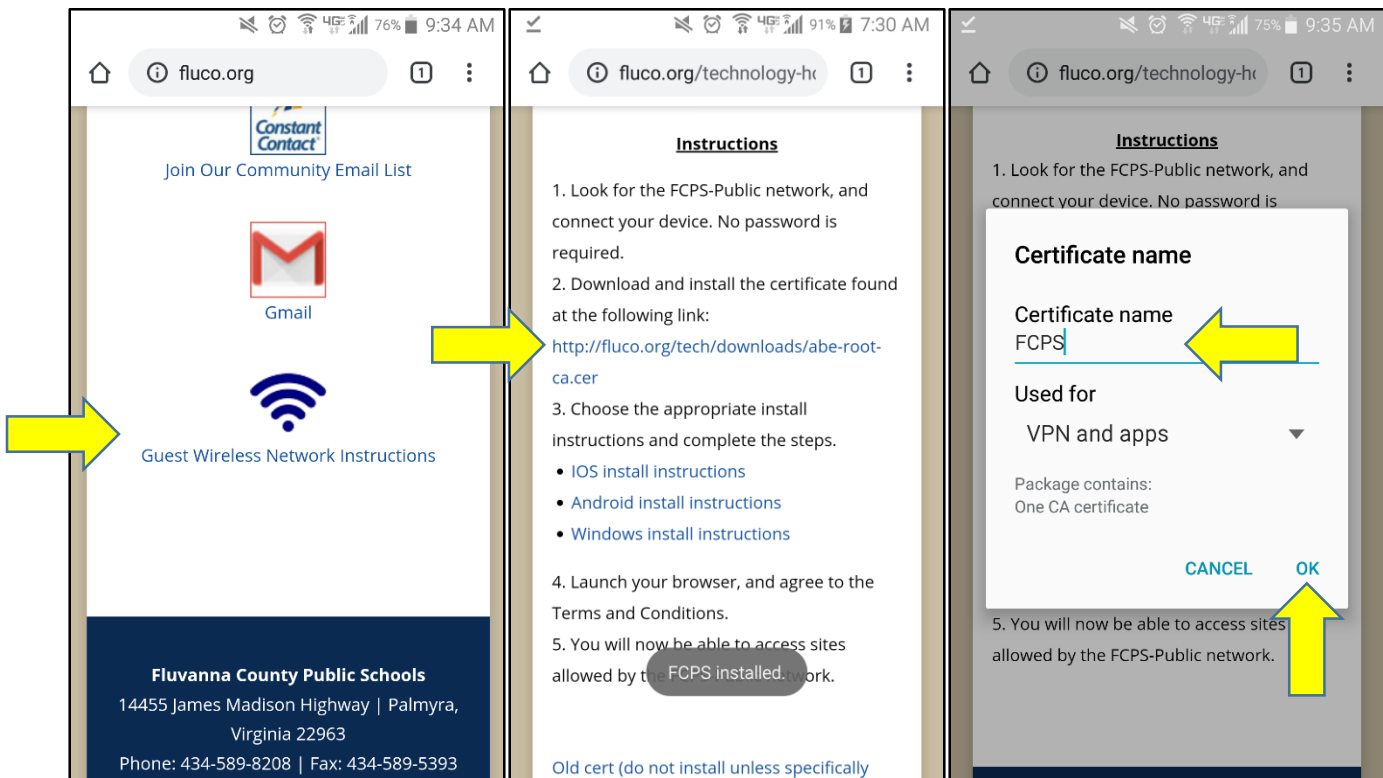 76% 9:34 AM
fluco.org
1
Constant
Contact
Join Our Community Email List
Gmail
Guest Wireless Network Instructions
Fluvanna County Public Schools
14455 James Madison Highway | Palmyra,
Virginia 22963
Phone: 434-589-8208 | Fax: 434-589-5393
4GE 91% 7:30 AM
fluco.org/technology-ho
1
Instructions
1. Look for the FCPS-Public network, and
connect your device. No password is
required.
2. Download and install the certificate found
at the following link:
http://fluco.org/tech/downloads/abe-root-
ca.cer
3. Choose the appropriate install
instructions and complete the steps.
• IOS install instructions
• Android install instructions
• Windows install instructions
4. Launch your browser, and agree to the
Terms and Conditions.
5. You will now be able to access sites
allowed by the work.
FCPS installed.
Old cert (do not install unless specifically
75% 9:35 AM
fluco.org/technology-ho
1
Instructions
1. Look for the FCPS-Public network, and
connect your device. No password is
Certificate name
Certificate name
FCPS
Used for
VPN and apps
Package contains:
One CA certificate
CANCEL OK
5. You will now be able to access sites
allowed by the FCPS-Public network.